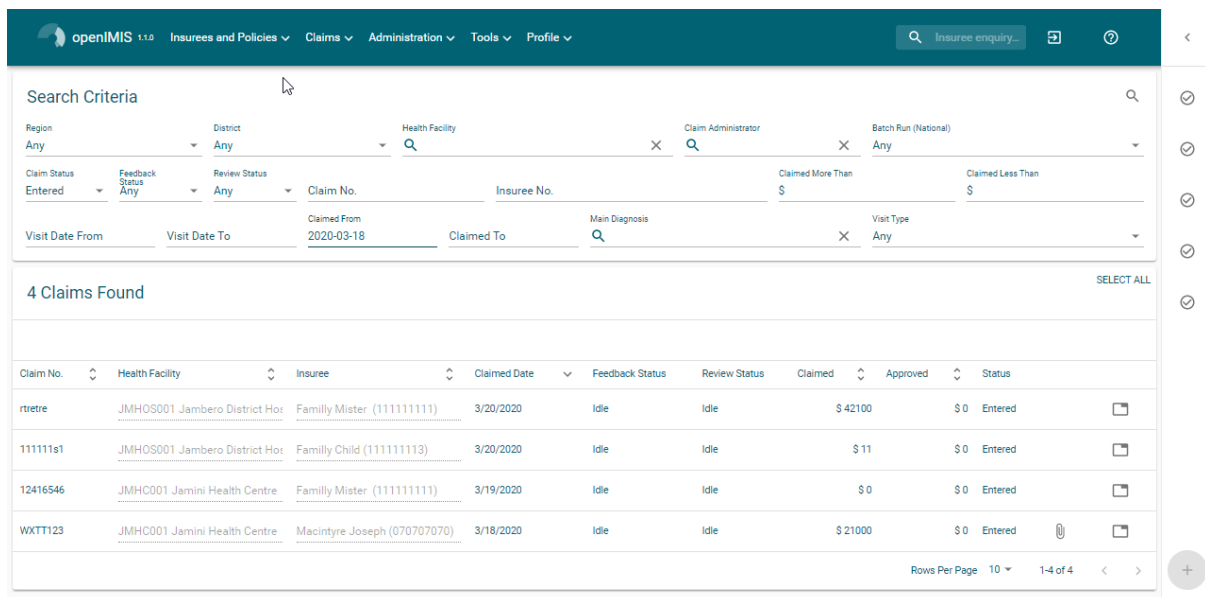 openIMIS 1.1.0 Insurees and Policies Claims Administration Tools Profile Insuree enquiry...
Search Criteria
Region District Health Facility Claim Administrator Batch Run (National)
Any Any Any
Claim Status Feedback Status Review Status Claimed More Than Claimed Less Than
Entered Any Any Claim No. Insuree No. $ $
Claimed From Main Diagnosis Visit Type
Visit Date From Visit Date To 2020-03-18 Claimed To Any
SELECT ALL
4 Claims Found
Claim No. Health Facility Insuree Claimed Date Feedback Status Review Status Claimed Approved Status
rtretre JMHOS001 Jambero District Hos Familly Mister (111111111) 3/20/2020 Idle Idle $ 42100 $ 0 Entered
111111s1 JMHOS001 Jambero District Hos Familly Child (111111113) 3/20/2020 Idle Idle $ 11 $ 0 Entered
12416546 JMHC001 Jamini Health Centre Familly Mister (111111111) 3/19/2020 Idle Idle $ 0 $ 0 Entered
WXTT123 JMHC001 Jamini Health Centre Macintyre Joseph (070707070) 3/18/2020 Idle Idle $ 21000 $ 0 Entered
Rows Per Page 10 1-4 of 4